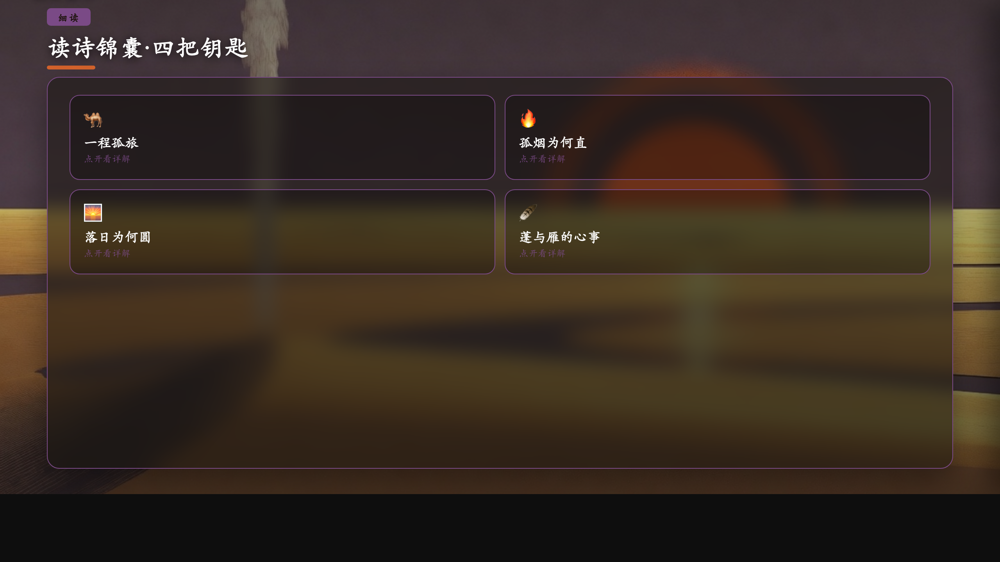 细读
读诗锦囊·四把钥匙
一程孤旅
点开看详解
孤烟为何直
点开看详解
落日为何圆
点开看详解
蓬与雁的心事
点开看详解